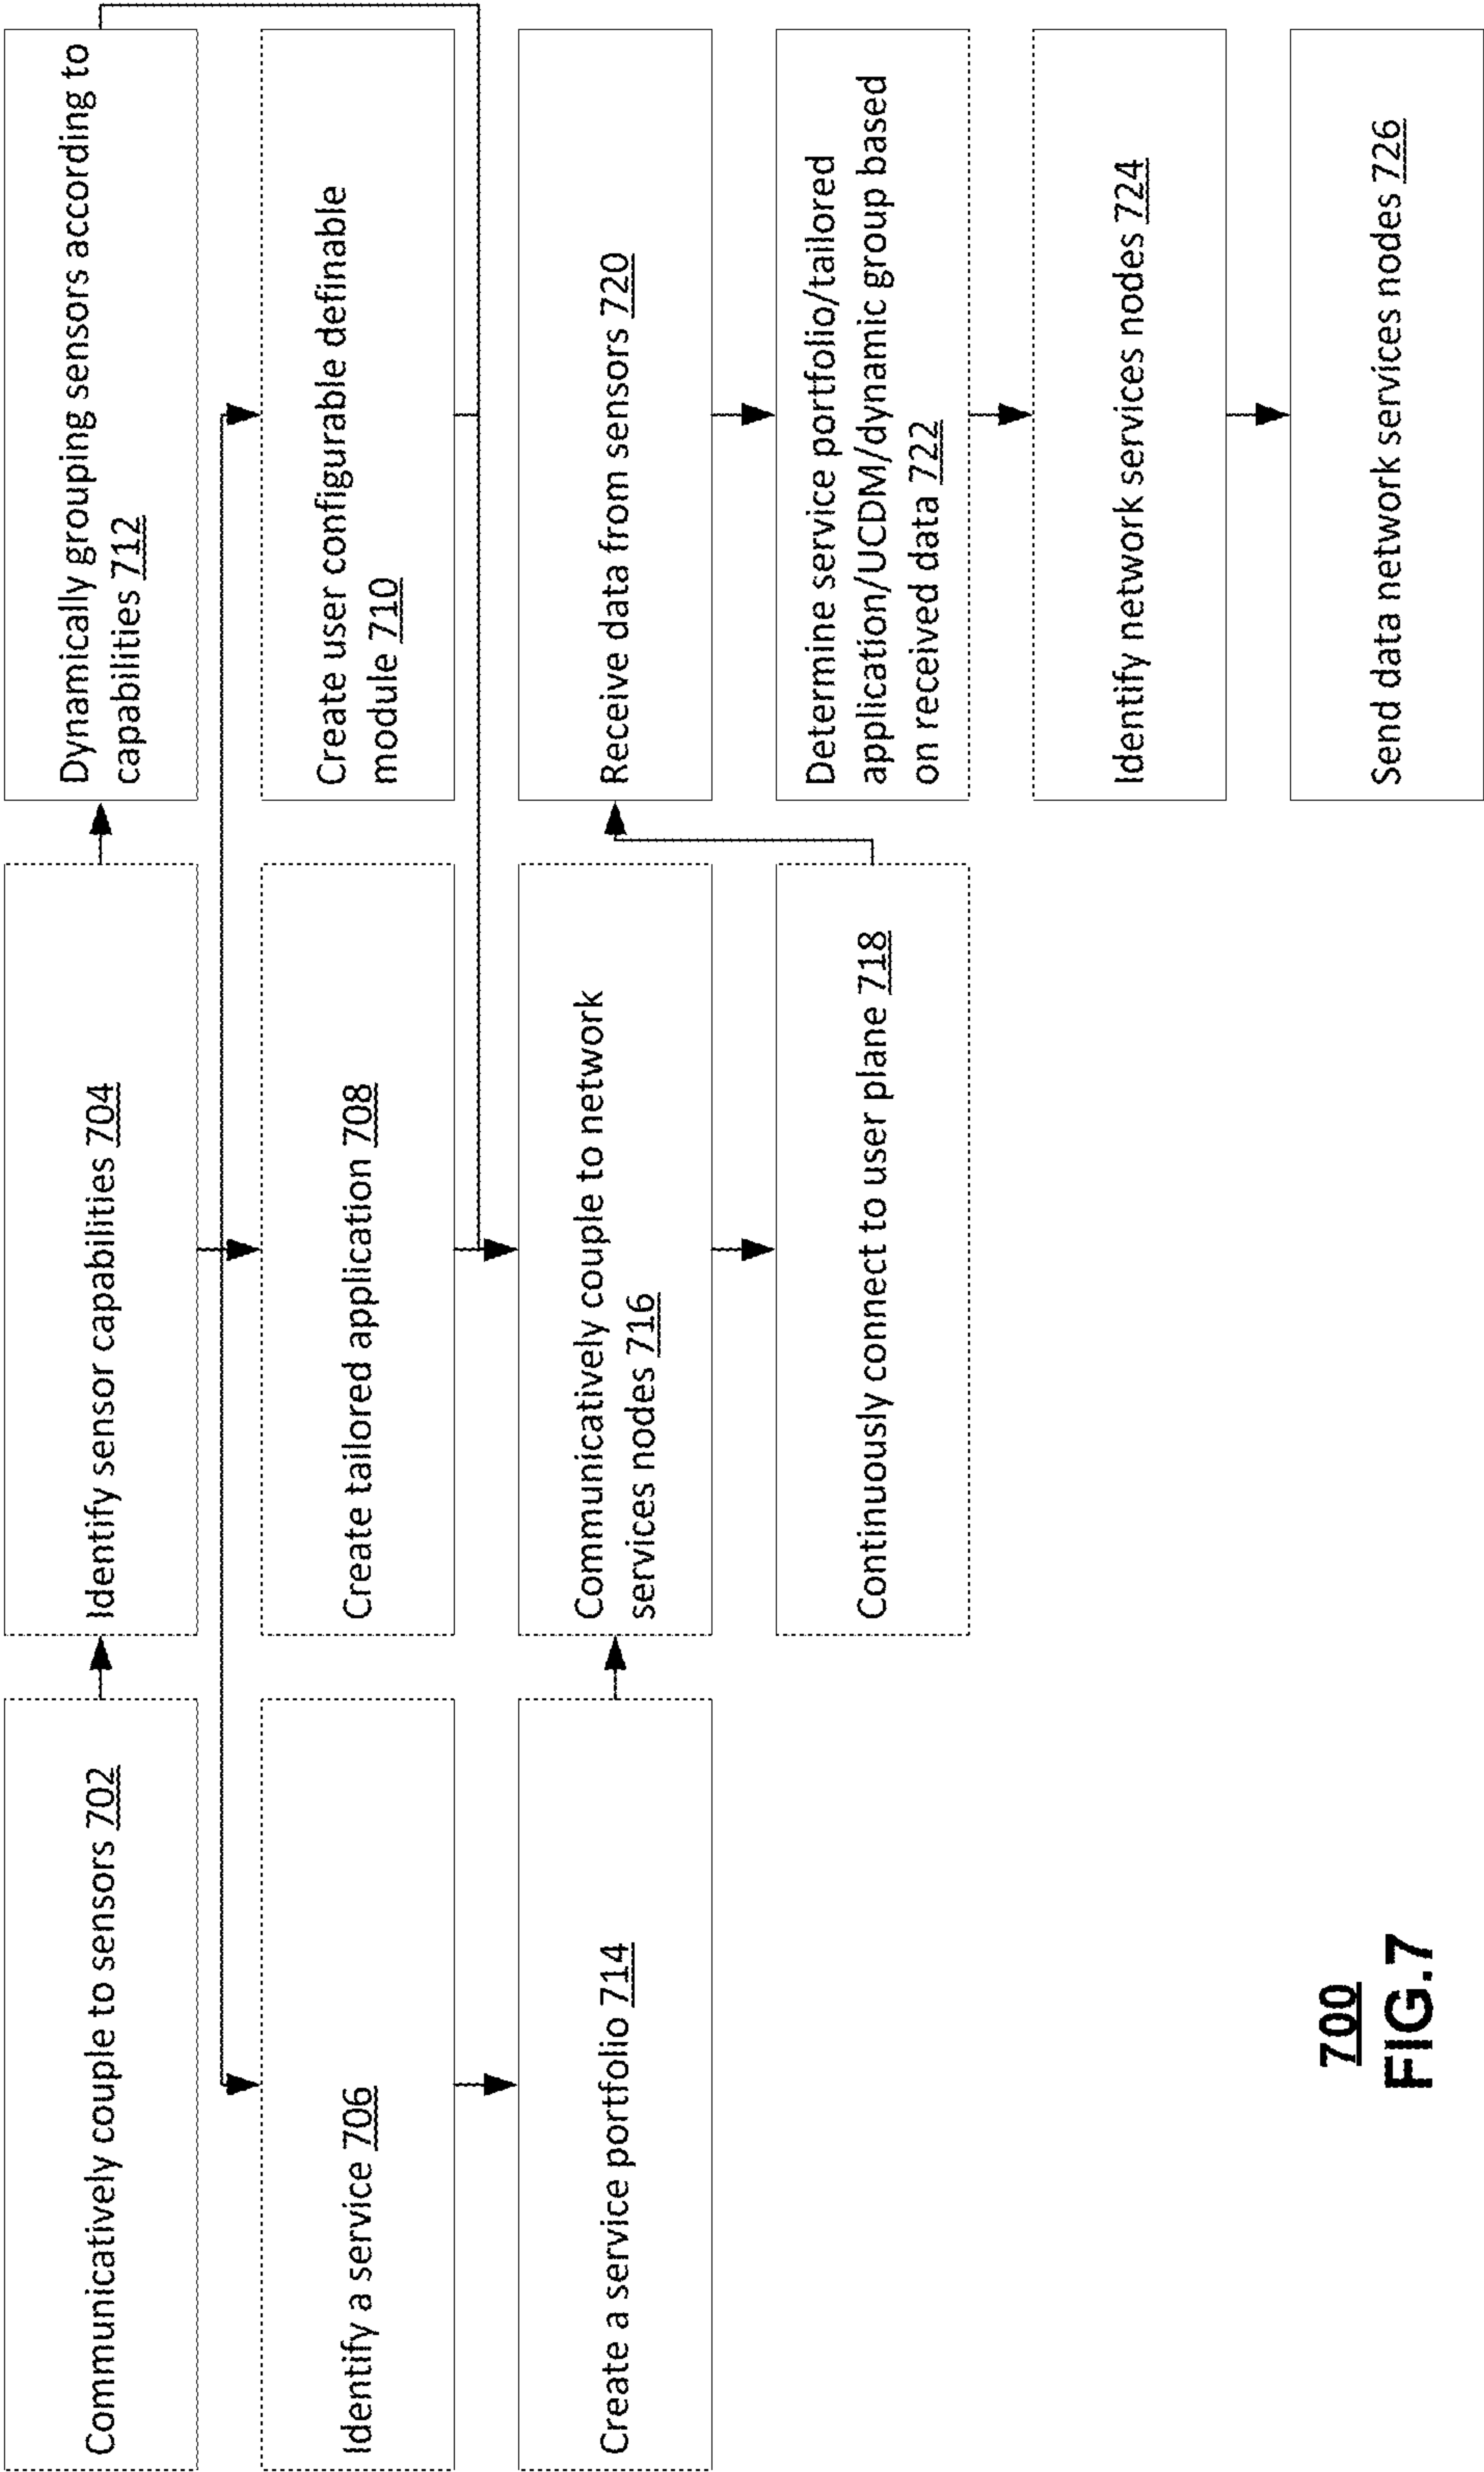 Communicatively couple to sensors 702
Identify sensor capabilities 704
Dynamically grouping sensors according to
capabilities 712
Identify a service 706
Create tailored application 708
Create user configurable definable
module 710
Create a service portfolio 714
Communicatively couple to network
services nodes 716
Receive data from sensors 720
Continuously connect to user plane 718
Determine service portfolio/tailored
application/UCDM/dynamic group based
on received data 722
Identify network services nodes 724
Send data network services nodes 726
700
FIG.7